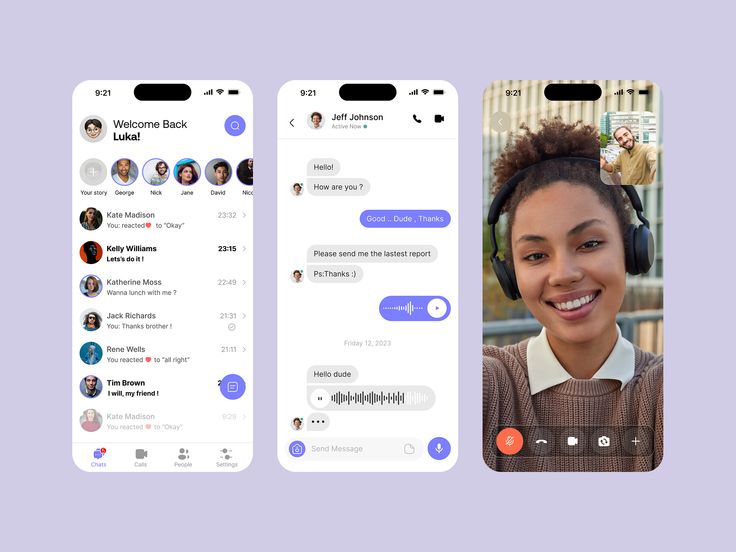 9:21
Welcome Back
Luka!
Your story
George
Nick
Jane
David
Kate Madison
23:32
You: reacted❤ to "Okay"
Kelly Williams
23:15
Lets's do it !
Katherine Moss
22:49
Wanna lunch with me ?
Jack Richards
21:31
You: Thanks brother !
Rene Wells
21:11
You reacted ❤ to "all right"
Tim Brown
I will, my friend !
Kate Madison
9:29
You reacted ❤ to "Okay"
Chats
Calls
People
Settings
9:21
Jeff Johnson
Active Now
Hello!
How are you ?
Good .. Dude , Thanks
Please send me the lastest report
Ps:Thanks :)
Friday 12, 2023
Hello dude
Send Message
9:21